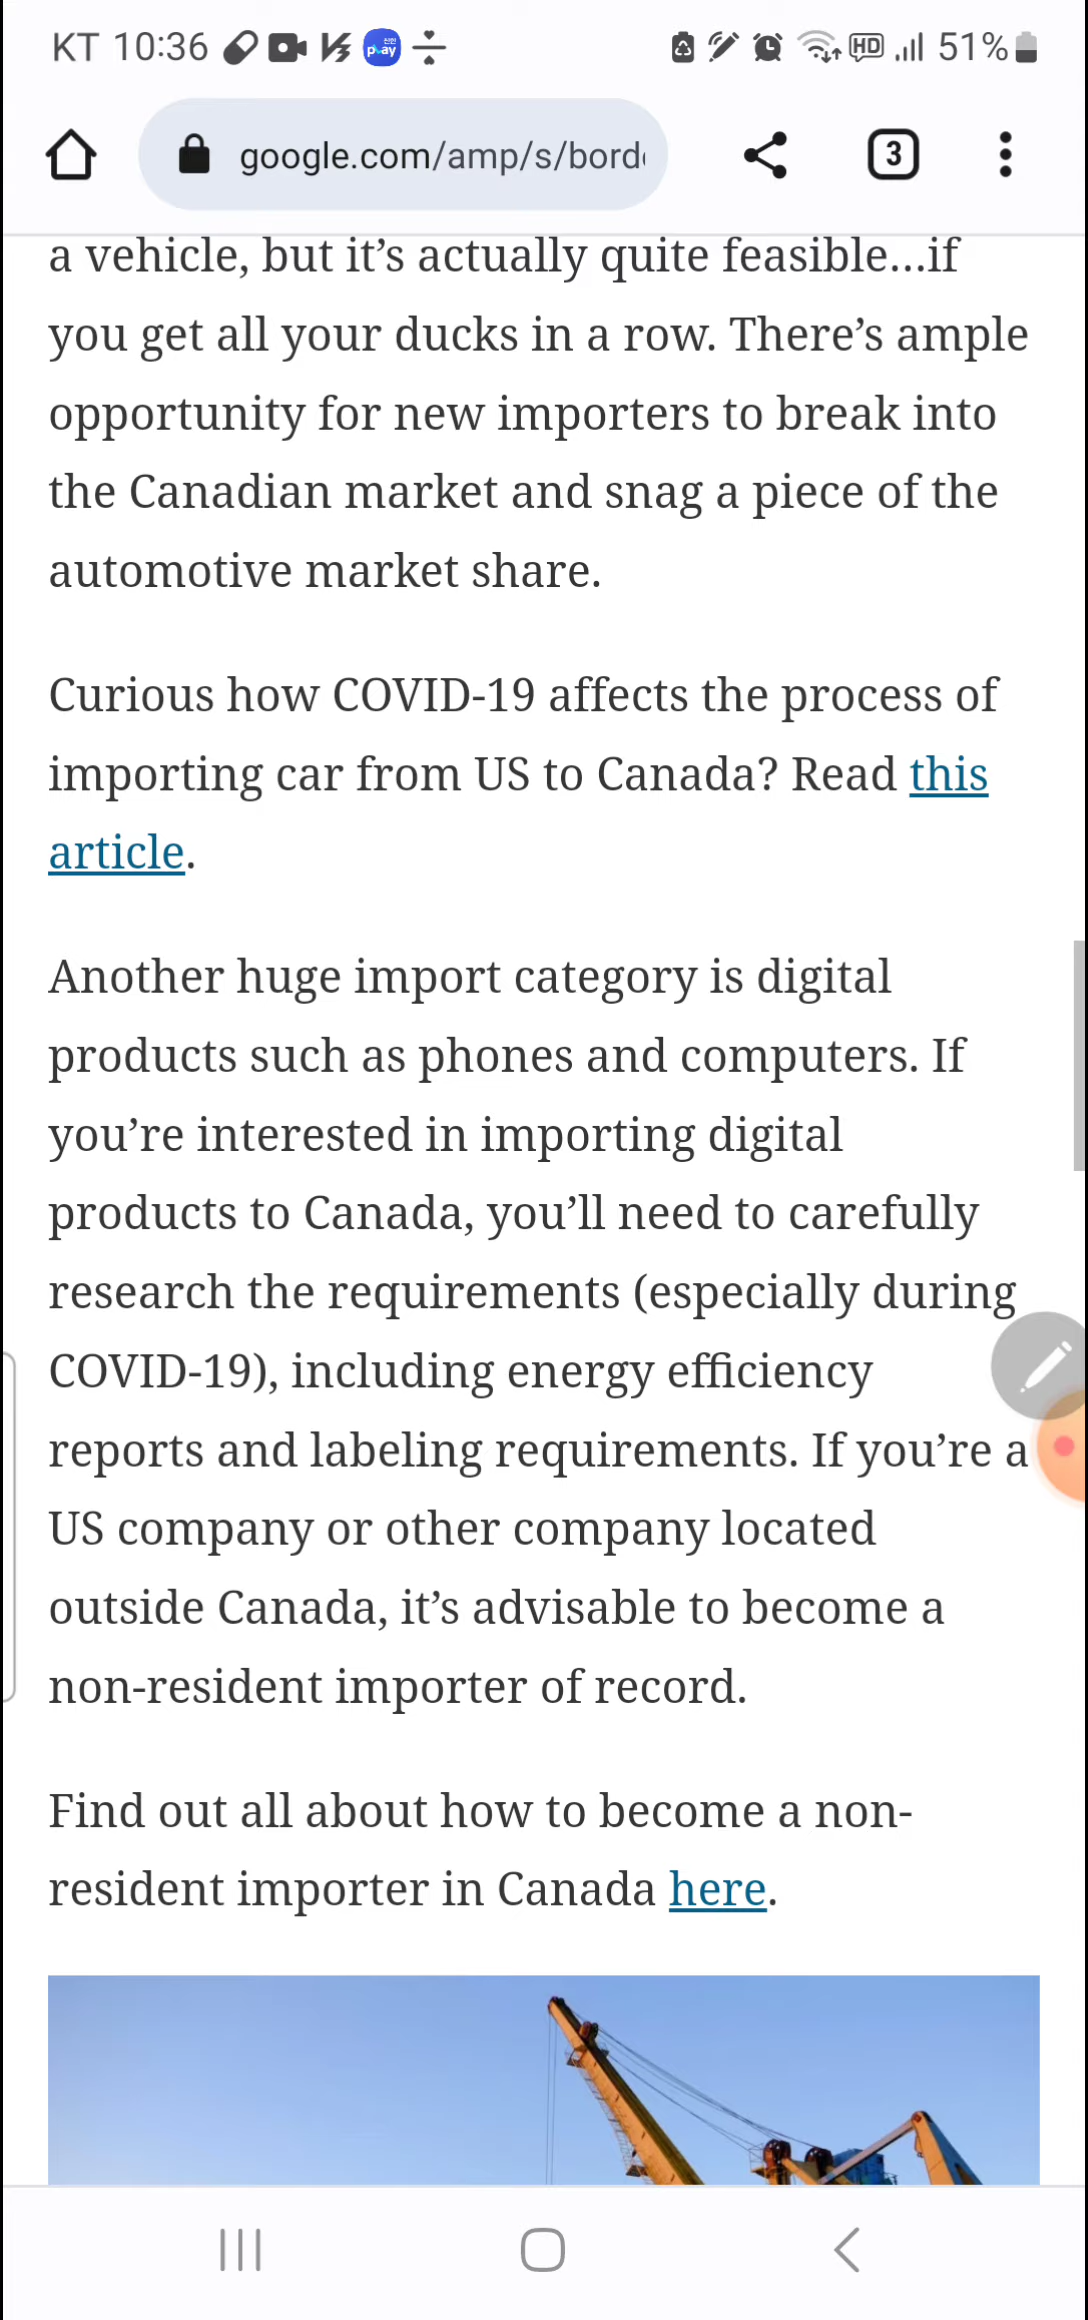 KT 10:36
HD 51%
google.com/amp/s/bord
3
a vehicle, but it’s actually quite feasible...if
you get all your ducks in a row. There’s ample
opportunity for new importers to break into
the Canadian market and snag a piece of the
automotive market share.
Curious how COVID-19 affects the process of
importing car from US to Canada? Read this
article.
Another huge import category is digital
products such as phones and computers. If
you’re interested in importing digital
products to Canada, you’ll need to carefully
research the requirements (especially during
COVID-19), including energy efficiency
reports and labeling requirements. If you’re a
US company or other company located
outside Canada, it’s advisable to become a
non-resident importer of record.
Find out all about how to become a non-
resident importer in Canada here.